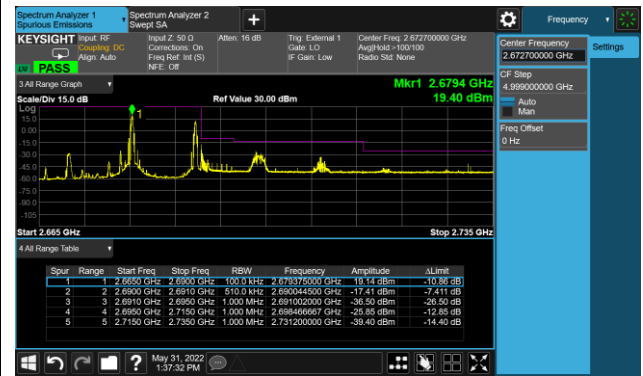 Spectrum Analyzer 1
Spurious Emissions
Spectrum Analyzer 2
Swept SA
Frequency
KEYSIGHT
Input: RF
Coupling: DC
Align: Auto
Input Z: 50 Ω
Corrections: On
Freq Ref: Int (S)
NFE: Off
Atten: 16 dB
Trig: External 1
Gate: LO
IF Gain: Low
Center Freq: 2.672700000 GHz
Avg|Hold:>100/100
Radio Std: None
PASS
Center Frequency
2.672700000 GHz
Settings
CF Step
4.999000000 GHz
Auto
Man
Freq Offset
0 Hz
3 All Range Graph
Mkr1 2.6794 GHz
Scale/Div 15.0 dB
Ref Value 30.00 dBm
19.40 dBm
Log
1
15.0
0.00
-15.0
-30.0
-45.0
-60.0
-75.0
-90.0
-105
Start 2.665 GHz
Stop 2.735 GHz
4 All Range Table
Spur Range Start Freq Stop Freq RBW Frequency Amplitude ΔLimit
1 1 2.6650 GHz 2.6900 GHz 100.0 kHz 2.679375000 GHz 19.14 dBm -10.86 dB
2 2 2.6900 GHz 2.6910 GHz 510.0 kHz 2.690044500 GHz -17.41 dBm -7.411 dB
3 3 2.6910 GHz 2.6950 GHz 1.000 MHz 2.691002000 GHz -36.50 dBm -26.50 dB
4 4 2.6950 GHz 2.7150 GHz 1.000 MHz 2.698466667 GHz -25.85 dBm -12.85 dB
5 5 2.7150 GHz 2.7350 GHz 1.000 MHz 2.731200000 GHz -39.40 dBm -14.40 dB
May 31, 2022
1:37:32 PM